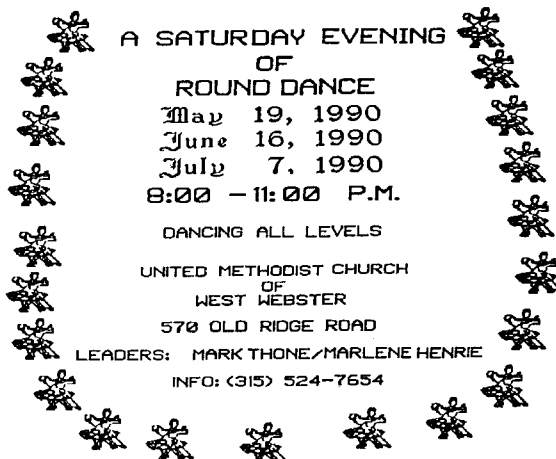 A SATURDAY EVENING
OF
ROUND DANCE
May 19, 1990
June 16, 1990
July 7, 1990
8:00 - 11:00 P.M.
DANCING ALL LEVELS
UNITED METHODIST CHURCH
OF
WEST WEBSTER
570 OLD RIDGE ROAD
LEADERS: MARK THONE/MARLENE HENRIE
INFO: (315) 524-7654